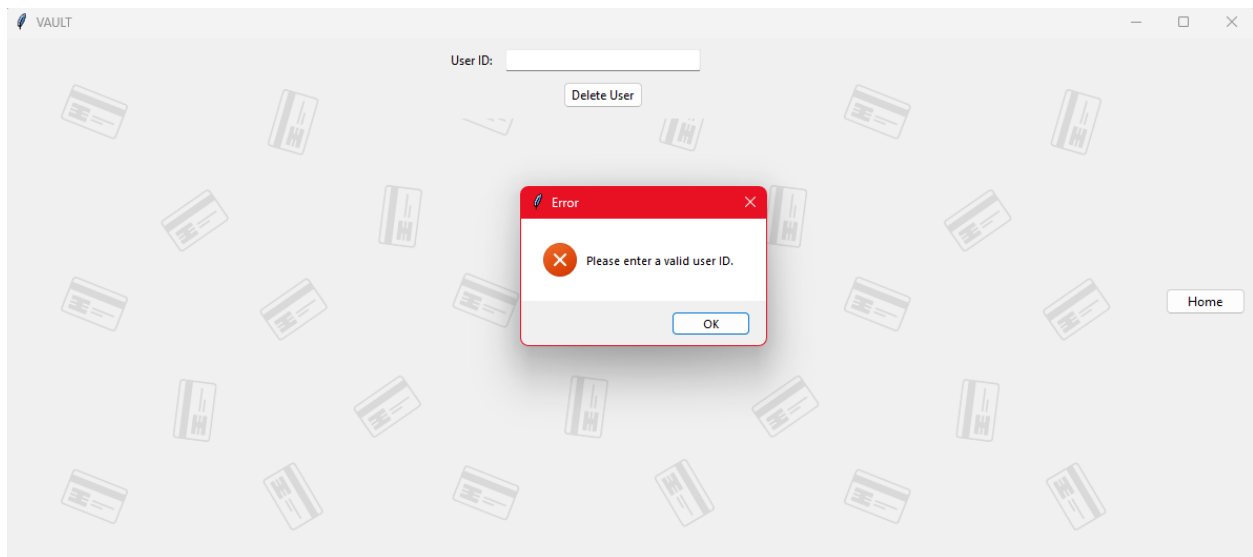 VAULT
User ID:
Delete User
Error
Please enter a valid user ID.
OK
Home